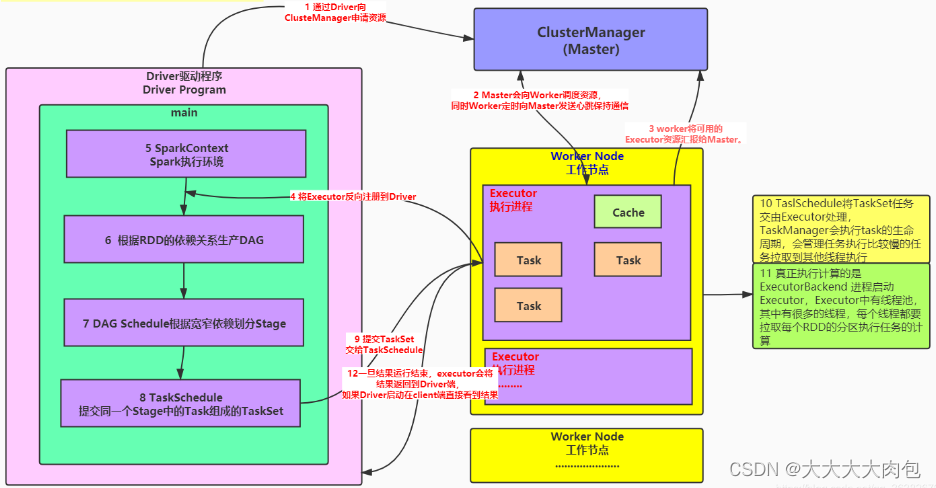 1 通过Driver向
ClusteManager申请资源
ClusterManager
(Master)
Driver驱动程序
Driver Program
main
5 SparkContext
Spark执行环境
2 Master会向Worker调度资源，
同时Worker定时向Master发送心跳保持通信
3 worker将可用的
Executor资源汇报给Master。
4 将Executor反向注册到Driver
6 根据RDD的依赖关系生产DAG
7 DAG Schedule根据宽窄依赖划分Stage
8 TaskSchedule
提交同一个Stage中的Task组成的TaskSet
9 提交TaskSet
交给TaskSchedule
12一旦结果运行结束，executor会将
结果返回到Driver端，
如果Driver启动在client端直接看到结果
Worker Node
工作节点
Executor
执行进程
Cache
Task
Task
Task
Executor
执行进程
..........
Worker Node
工作节点
.....................
10 TaslSchedule将TaskSet任务
交由Executor处理，
TaskManager会执行task的生命
周期，会管理任务执行比较慢的任
务拉取到其他线程执行
11 真正执行计算的是
ExecutorBackend 进程启动
Executor，Executor中有线程池，
其中有很多的线程，每个线程都要
拉取每个RDD的分区执行任务的计
算
CSDN @大大大大肉包